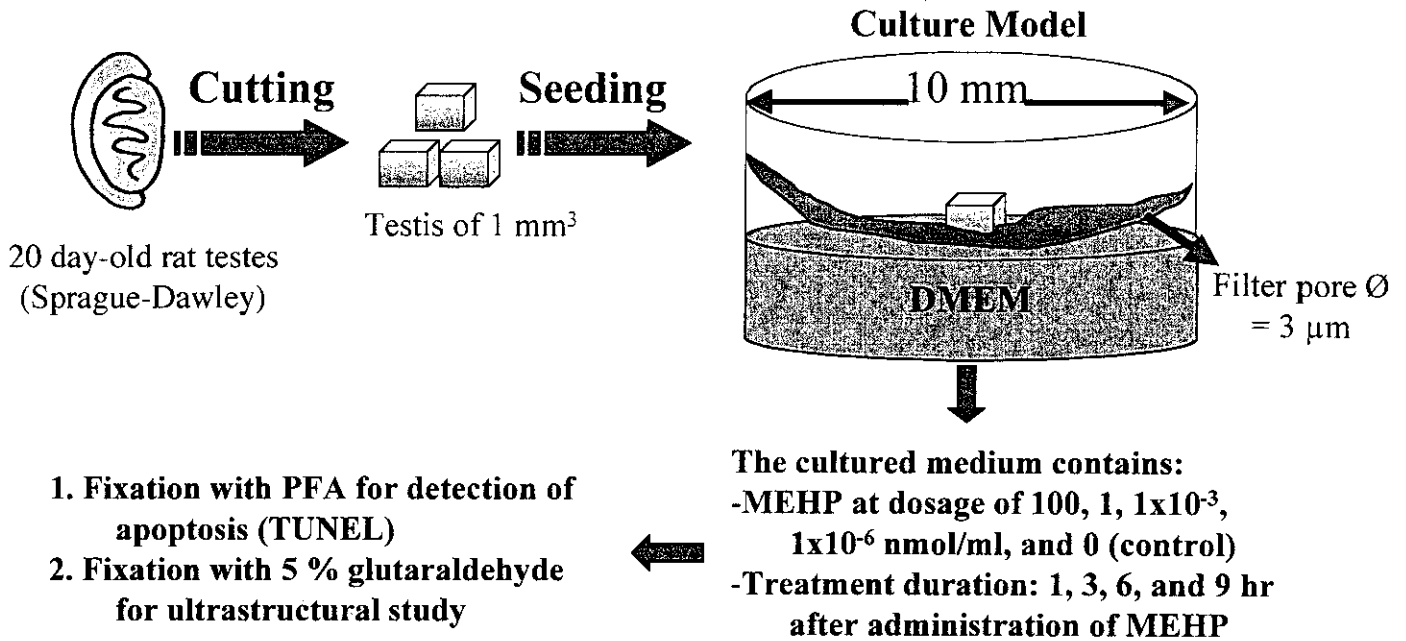 Culture Model
10 mm
Cutting
Seeding
Testis of 1 mm³
20 day-old rat testes
(Sprague-Dawley)
DMEM
Filter pore Ø
= 3 µm
The cultured medium contains:
-MEHP at dosage of 100, 1, 1x10⁻³,
1x10⁻⁶ nmol/ml, and 0 (control)
-Treatment duration: 1, 3, 6, and 9 hr
after administration of MEHP
1. Fixation with PFA for detection of
apoptosis (TUNEL)
2. Fixation with 5 % glutaraldehyde
for ultrastructural study